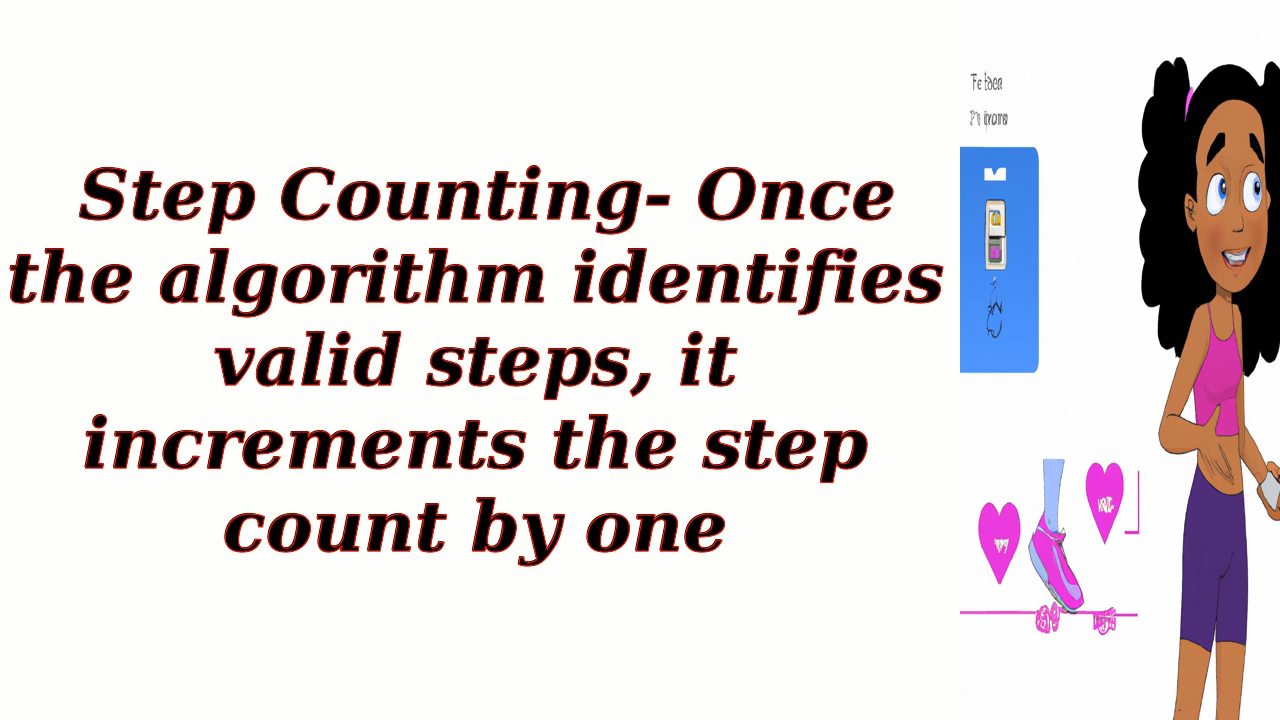 Step Counting- Once
the algorithm identifies
valid steps, it
increments the step
count by one